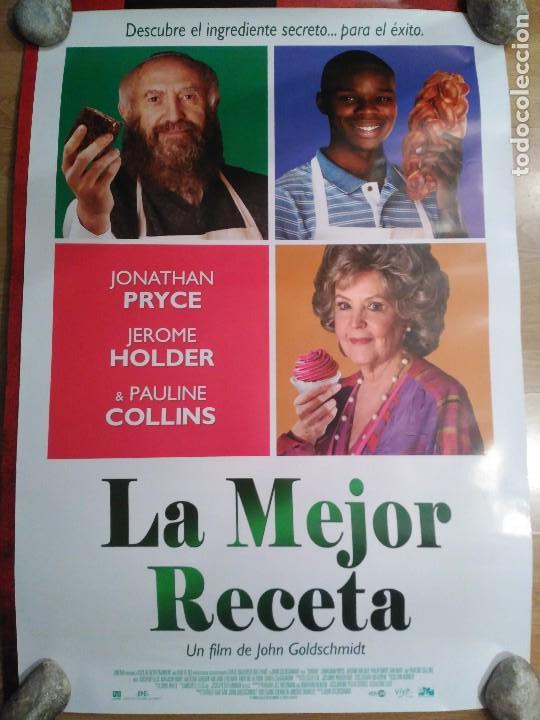 Descubre el ingrediente secreto... para el éxito.
JONATHAN
PRYCE
JEROME
HOLDER
& PAULINE
COLLINS
La Mejor
Receta
Un film de John Goldschmidt
todocoleccion